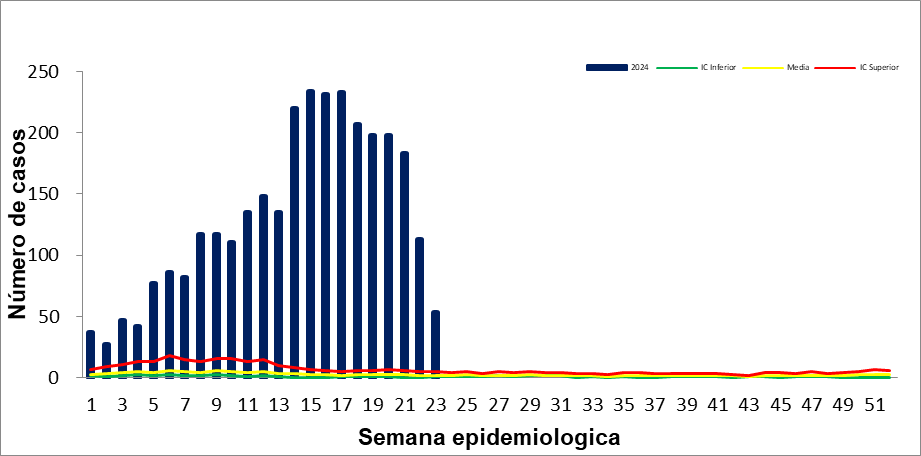 2024 IC Inferior Media IC Superior
250
200
150
100
50
0
Número de casos
1 3 5 7 9 11 13 15 17 19 21 23 25 27 29 31 33 35 37 39 41 43 45 47 49 51
Semana epidemiologica